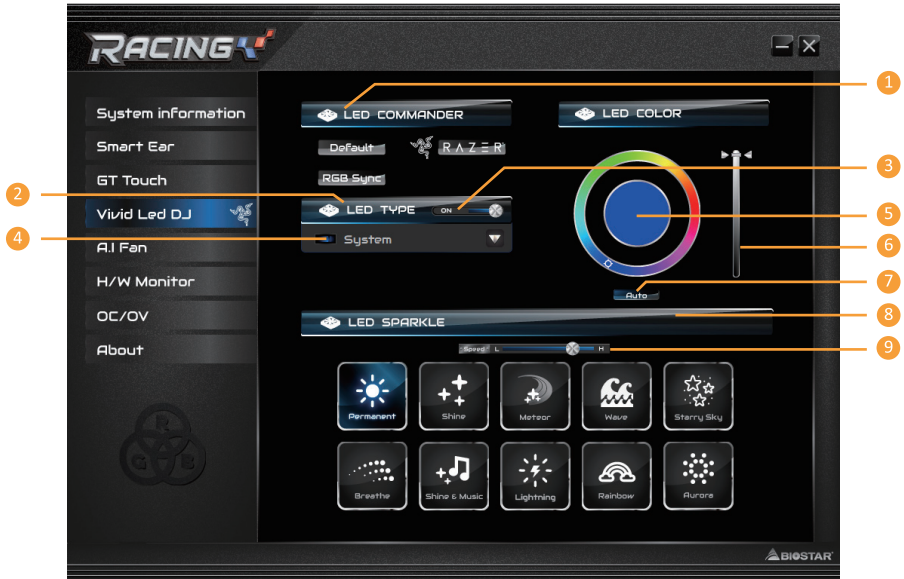 RACING
System information
Smart Ear
GT Touch
Vivid Led DJ
A.I Fan
H/W Monitor
OC/OV
About
R
G B
LED COMMANDER
Default RAZER
RGB Sync
LED TYPE ON
System
LED COLOR
Auto
LED SPARKLE
Speed L H
Permanent Shine Meteor Wave Starry Sky
Breathe Shine & Music Lightning Rainbow Aurora
BIOSTAR
1
2
3
4
5
6
7
8
9